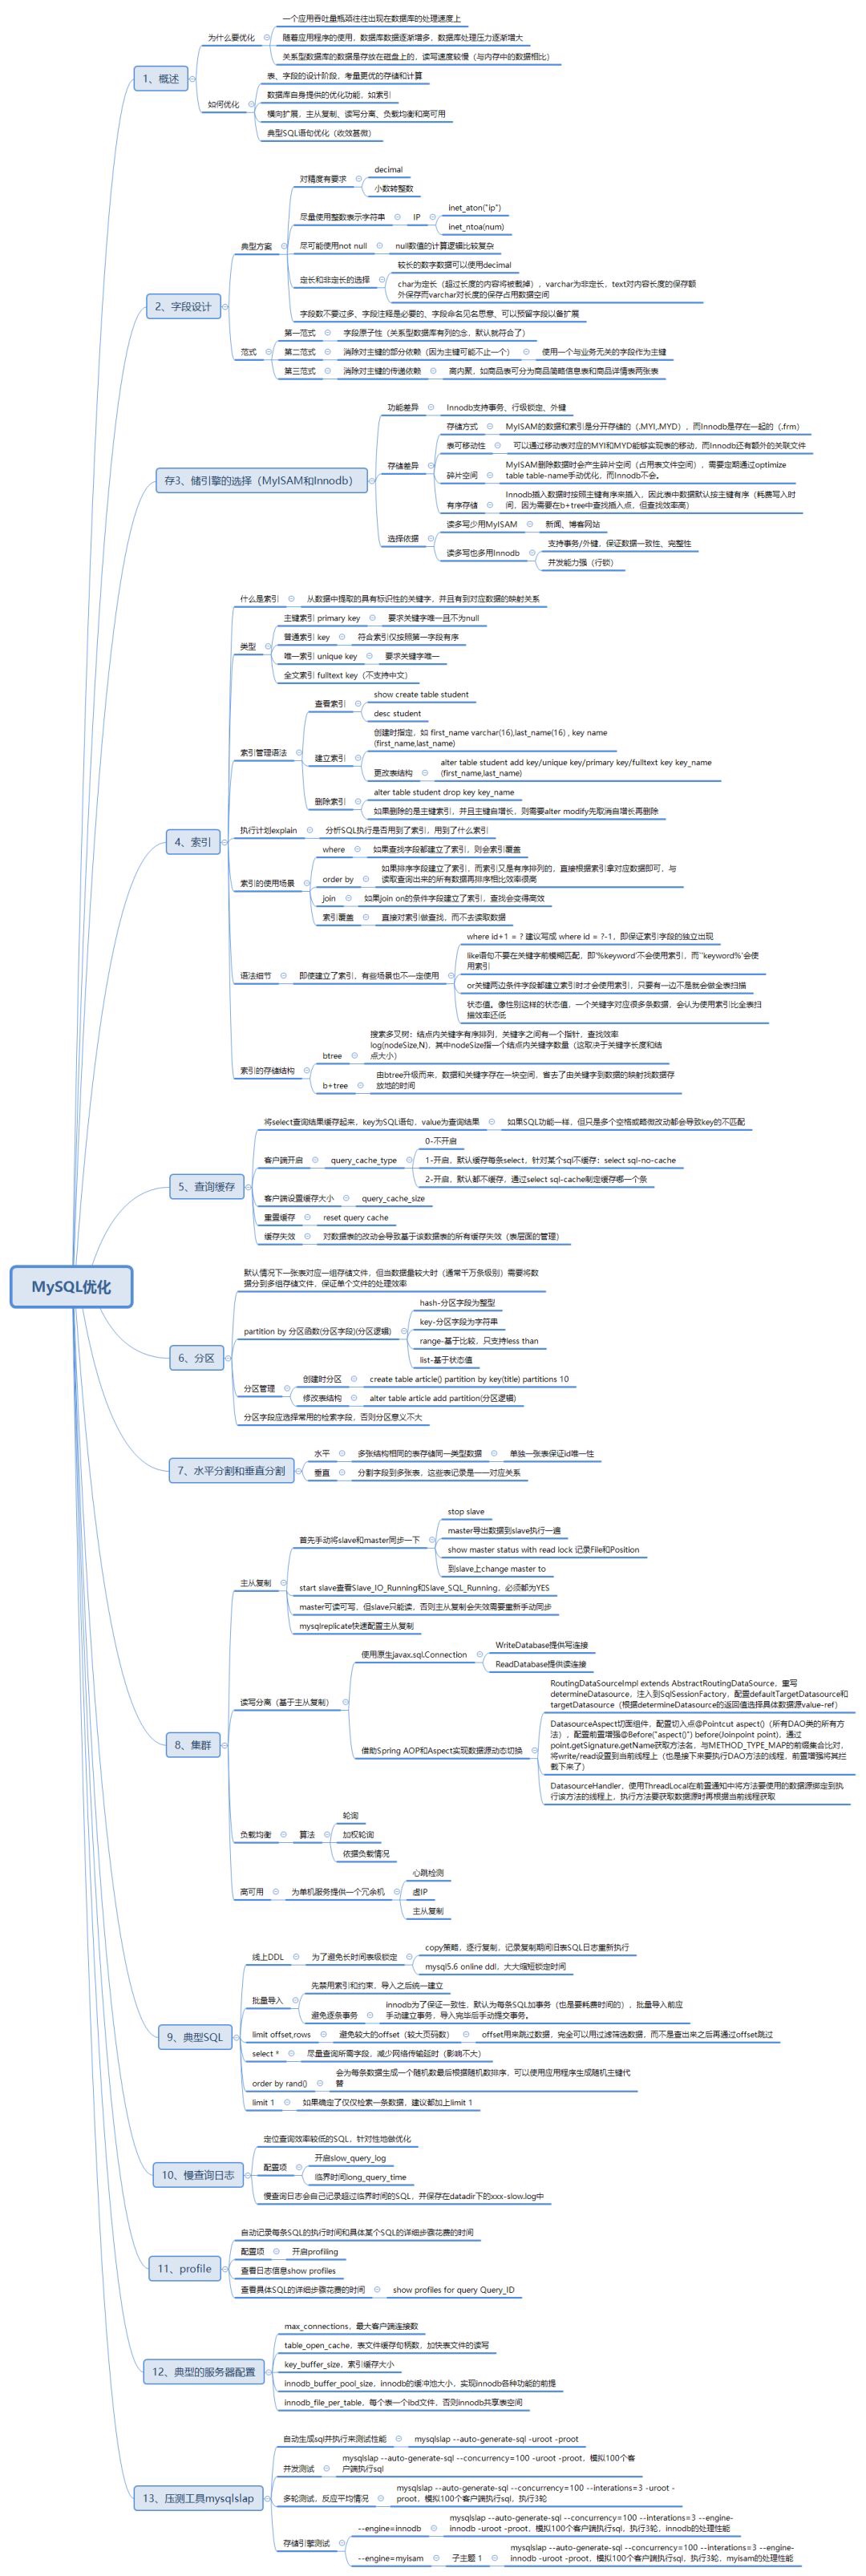 MySQL优化
1、概述
为什么要优化
一个应用吞吐量瓶颈往往出现在数据库的处理速度上
随着应用程序的使用，数据库数据逐渐增多，数据库处理压力逐渐增大
关系型数据库的数据是存放在磁盘上的，读写速度较慢（与内存中的数据相比）
如何优化
表、字段的设计阶段，考量更优的存储和计算
数据库自身提供的优化功能，如索引
横向扩展，主从复制、读写分离、负载均衡和高可用
典型SQL语句优化（收效甚微）
2、字段设计
典型方案
对精度有要求
decimal
小数转整数
尽量使用整数表示字符串
IP
inet_aton("ip")
inet_ntoa(num)
尽可能使用not null
null数值的计算逻辑比较复杂
定长和非定长的选择
较长的数字数据可以使用decimal
char为定长（超过长度的内容将被截掉），varchar为非定长，text对内容长度的保存额
外保存而varchar对长度的保存占用数据空间
字段数不要过多、字段注释是必要的、字段命名见名思意、可以预留字段以备扩展
范式
第一范式
字段原子性（关系型数据库有列的念，默认就符合了）
第二范式
消除对主键的部分依赖（因为主键可能不止一个）
使用一个与业务无关的字段作为主键
第三范式
消除对主键的传递依赖
高内聚，如商品表可分为商品简略信息表和商品详情表两张表
存3、储引擎的选择（MyISAM和Innodb）
功能差异
Innodb支持事务、行级锁定、外键
存储差异
存储方式
MyISAM的数据和索引是分开存储的（.MYI,.MYD），而Innodb是存在一起的（.frm）
表可移动性
可以通过移动表对应的MYI和MYD能够实现表的移动，而Innodb还有额外的关联文件
碎片空间
MyISAM删除数据时会产生碎片空间（占用表文件空间），需要定期通过optimize
table table-name手动优化，而Innodb不会。
有序存储
Innodb插入数据时按照主键有序来插入，因此表中数据默认按主键有序（耗费写入时
间，因为需要在b+tree中查找插入点，但查找效率高）
选择依据
读多写少用MyISAM
新闻、博客网站
读多写也多用Innodb
支持事务/外键，保证数据一致性、完整性
并发能力强（行锁）
4、索引
什么是索引
从数据中提取的具有标识性的关键字，并且有到对应数据的映射关系
类型
主键索引 primary key
要求关键字唯一且不为null
普通索引 key
符合索引仅按照第一字段有序
唯一索引 unique key
要求关键字唯一
全文索引 fulltext key（不支持中文）
索引管理语法
查看索引
show create table student
desc student
建立索引
创建时指定，如 first_name varchar(16),last_name(16) , key name
(first_name,last_name)
更改表结构
alter table student add key/unique key/primary key/fulltext key key_name
(first_name,last_name)
删除索引
alter table student drop key key_name
如果删除的是主键索引，并且主键自增长，则需要alter modify先取消自增长再删除
执行计划explain
分析SQL执行是否用到了索引，用到了什么索引
索引的使用场景
where
如果查找字段都建立了索引，则会索引覆盖
order by
如果排序字段建立了索引，而索引又是有序排列的，直接根据索引拿对应数据即可，与
读取查询出来的所有数据再排序相比效率很高
join
如果join on的条件字段建立了索引，查找会变得高效
索引覆盖
直接对索引做查找，而不去读取数据
语法细节
即使建立了索引，有些场景也不一定使用
where id+1 = ? 建议写成 where id = ?-1，即保证索引字段的独立出现
like语句不要在关键字前模糊匹配，即'%keyword'不会使用索引，而``keyword%'会使
用索引
or关键两边条件字段都建立索引时才会使用索引，只要有一边不是就会做全表扫描
状态值。像性别这样的状态值，一个关键字对应很多条数据，会认为使用索引比全表扫
描效率还低
索引的存储结构
btree
搜索多叉树：结点内关键字有序排列，关键字之间有一个指针，查找效率
log(nodeSize,N)，其中nodeSize指一个结点内关键字数量（这取决于关键字长度和结
点大小）
b+tree
由btree升级而来，数据和关键字存在一块空间，省去了由关键字到数据的映射找数据存
放地的时间
5、查询缓存
将select查询结果缓存起来，key为SQL语句，value为查询结果
如果SQL功能一样，但只是多个空格或略微改动都会导致key的不匹配
客户端开启
query_cache_type
0-不开启
1-开启，默认缓存每条select，针对某个sql不缓存：select sql-no-cache
2-开启，默认都不缓存，通过select sql-cache制定缓存哪一个条
客户端设置缓存大小
query_cache_size
重置缓存
reset query cache
缓存失效
对数据表的改动会导致基于该数据表的所有缓存失效（表层面的管理）
6、分区
默认情况下一张表对应一组存储文件，但当数据量较大时（通常千万条级别）需要将数
据分到多组存储文件，保证单个文件的处理效率
partition by 分区函数(分区字段)(分区逻辑)
hash-分区字段为整型
key-分区字段为字符串
range-基于比较，只支持less than
list-基于状态值
分区管理
创建时分区
create table article() partition by key(title) partitions 10
修改表结构
alter table article add partition(分区逻辑)
分区字段应选择常用的检索字段，否则分区意义不大
7、水平分割和垂直分割
水平
多张结构相同的表存储同一类型数据
单独一张表保证id唯一性
垂直
分割字段到多张表，这些表记录是一一对应关系
8、集群
主从复制
首先手动将slave和master同步一下
stop slave
master导出数据到slave执行一遍
show master status with read lock 记录File和Position
到slave上change master to
start slave查看Slave_IO_Running和Slave_SQL_Running，必须都为YES
master可读可写，但slave只能读，否则主从复制会失效需要重新手动同步
mysqlreplicate快速配置主从复制
读写分离（基于主从复制）
使用原生javax.sql.Connection
WriteDatabase提供写连接
ReadDatabase提供读连接
借助Spring AOP和Aspect实现数据源动态切换
RoutingDataSourceImpl extends AbstractRoutingDataSource，重写
determineDatasource，注入到SqlSessionFactory，配置defaultTargetDatasource和
targetDatasource（根据determineDatasource的返回值选择具体数据源value-ref）
DatasourceAspect切面组件，配置切入点@Pointcut aspect()（所有DAO类的所有方
法），配置前置增强@Before("aspect()") before(Joinpoint point)，通过
point.getSignature.getName获取方法名，与METHOD_TYPE_MAP的前缀集合比对，
将write/read设置到当前线程上（也是接下来要执行DAO方法的线程，前置增强将其拦
截下来了）
DatasourceHandler，使用ThreadLocal在前置通知中将方法要使用的数据源绑定到执
行该方法的线程上，执行方法要获取数据源时再根据当前线程获取
负载均衡
算法
轮询
加权轮询
依据负载情况
高可用
为单机服务提供一个冗余机
心跳检测
虚IP
主从复制
9、典型SQL
线上DDL
为了避免长时间表级锁定
copy策略，逐行复制，记录复制期间旧表SQL日志重新执行
mysql5.6 online ddl，大大缩短锁定时间
批量导入
先禁用索引和约束，导入之后统一建立
避免逐条事务
innodb为了保证一致性，默认为每条SQL加事务（也是要耗费时间的），批量导入前应
手动建立事务，导入完毕后手动提交事务。
limit offset,rows
避免较大的offset（较大页码数）
offset用来跳过数据，完全可以用过滤筛选数据，而不是查出来之后再通过offset跳过
select *
尽量查询所需字段，减少网络传输延时（影响不大）
order by rand()
会为每条数据生成一个随机数最后根据随机数排序，可以使用应用程序生成随机主键代
替
limit 1
如果确定了仅仅检索一条数据，建议都加上limit 1
10、慢查询日志
定位查询效率较低的SQL，针对性地做优化
配置项
开启slow_query_log
临界时间long_query_time
慢查询日志会自己记录超过临界时间的SQL，并保存在datadir下的xxx-slow.log中
11、profile
自动记录每条SQL的执行时间和具体某个SQL的详细步骤花费的时间
配置项
开启profiling
查看日志信息show profiles
查看具体SQL的详细步骤花费的时间
show profiles for query Query_ID
12、典型的服务器配置
max_connections，最大客户端连接数
table_open_cache，表文件缓存句柄数，加快表文件的读写
key_buffer_size，索引缓存大小
innodb_buffer_pool_size，innodb的缓冲池大小，实现innodb各种功能的前提
innodb_file_per_table，每个表一个ibd文件，否则innodb共享表空间
13、压测工具mysqlslap
自动生成sql并执行来测试性能
mysqlslap --auto-generate-sql -uroot -proot
并发测试
mysqlslap --auto-generate-sql --concurrency=100 -uroot -proot，模拟100个客
户端执行sql
多轮测试，反应平均情况
mysqlslap --auto-generate-sql --concurrency=100 --interations=3 -uroot -
proot，模拟100个客户端执行sql，执行3轮
存储引擎测试
--engine=innodb
mysqlslap --auto-generate-sql --concurrency=100 --interations=3 --engine-
innodb -uroot -proot，模拟100个客户端执行sql，执行3轮，innodb的处理性能
--engine=myisam
子主题 1
mysqlslap --auto-generate-sql --concurrency=100 --interations=3 --engine-
innodb -uroot -proot，模拟100个客户端执行sql，执行3轮，myisam的处理性能